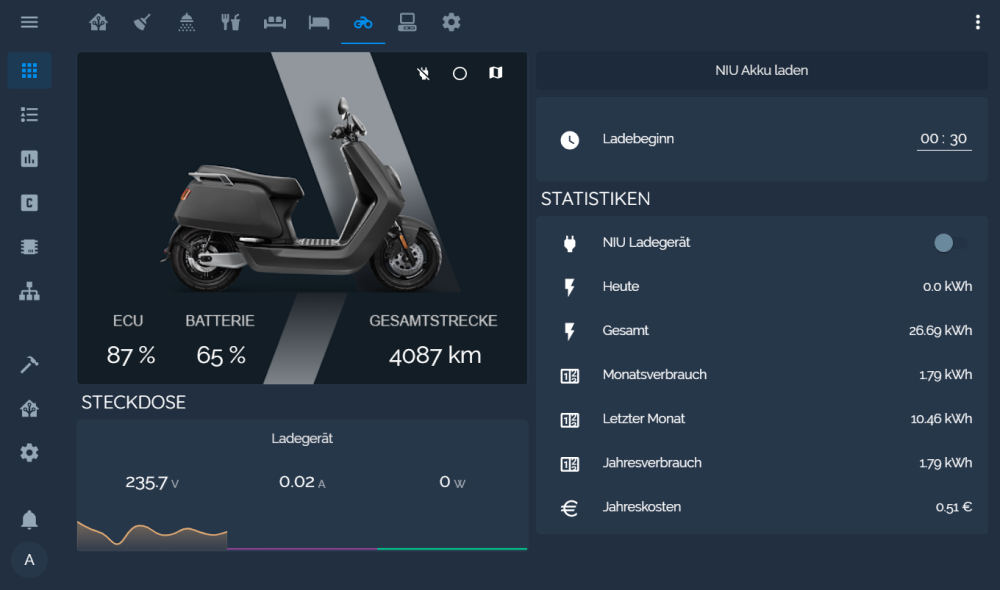 ECU BATTERIE GESAMTSTRECKE
87 % 65 % 4087 km
STECKDOSE
Ladegerät
235.7 V 0.02 A 0 W
NIU Akku laden
Ladebeginn 00 : 30
STATISTIKEN
NIU Ladegerät
Heute 0.0 kWh
Gesamt 26.69 kWh
Monatsverbrauch 1.79 kWh
Letzter Monat 10.46 kWh
Jahresverbrauch 1.79 kWh
Jahreskosten 0.51 €
C
A